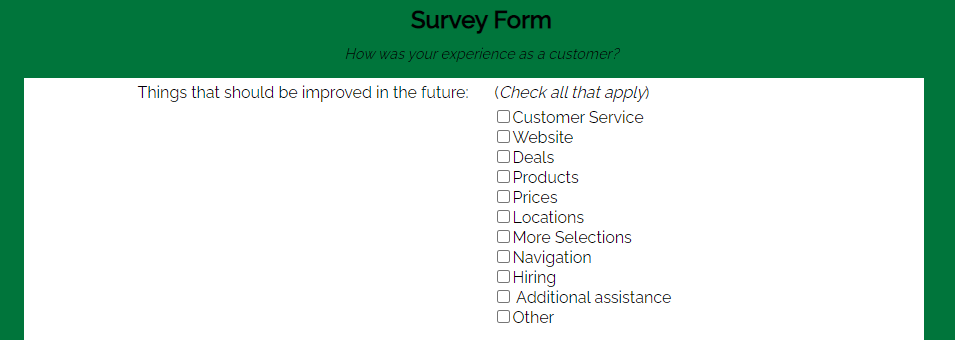 Survey Form
How was your experience as a customer?
Things that should be improved in the future: (Check all that apply)
Customer Service
Website
Deals
Products
Prices
Locations
More Selections
Navigation
Hiring
Additional assistance
Other